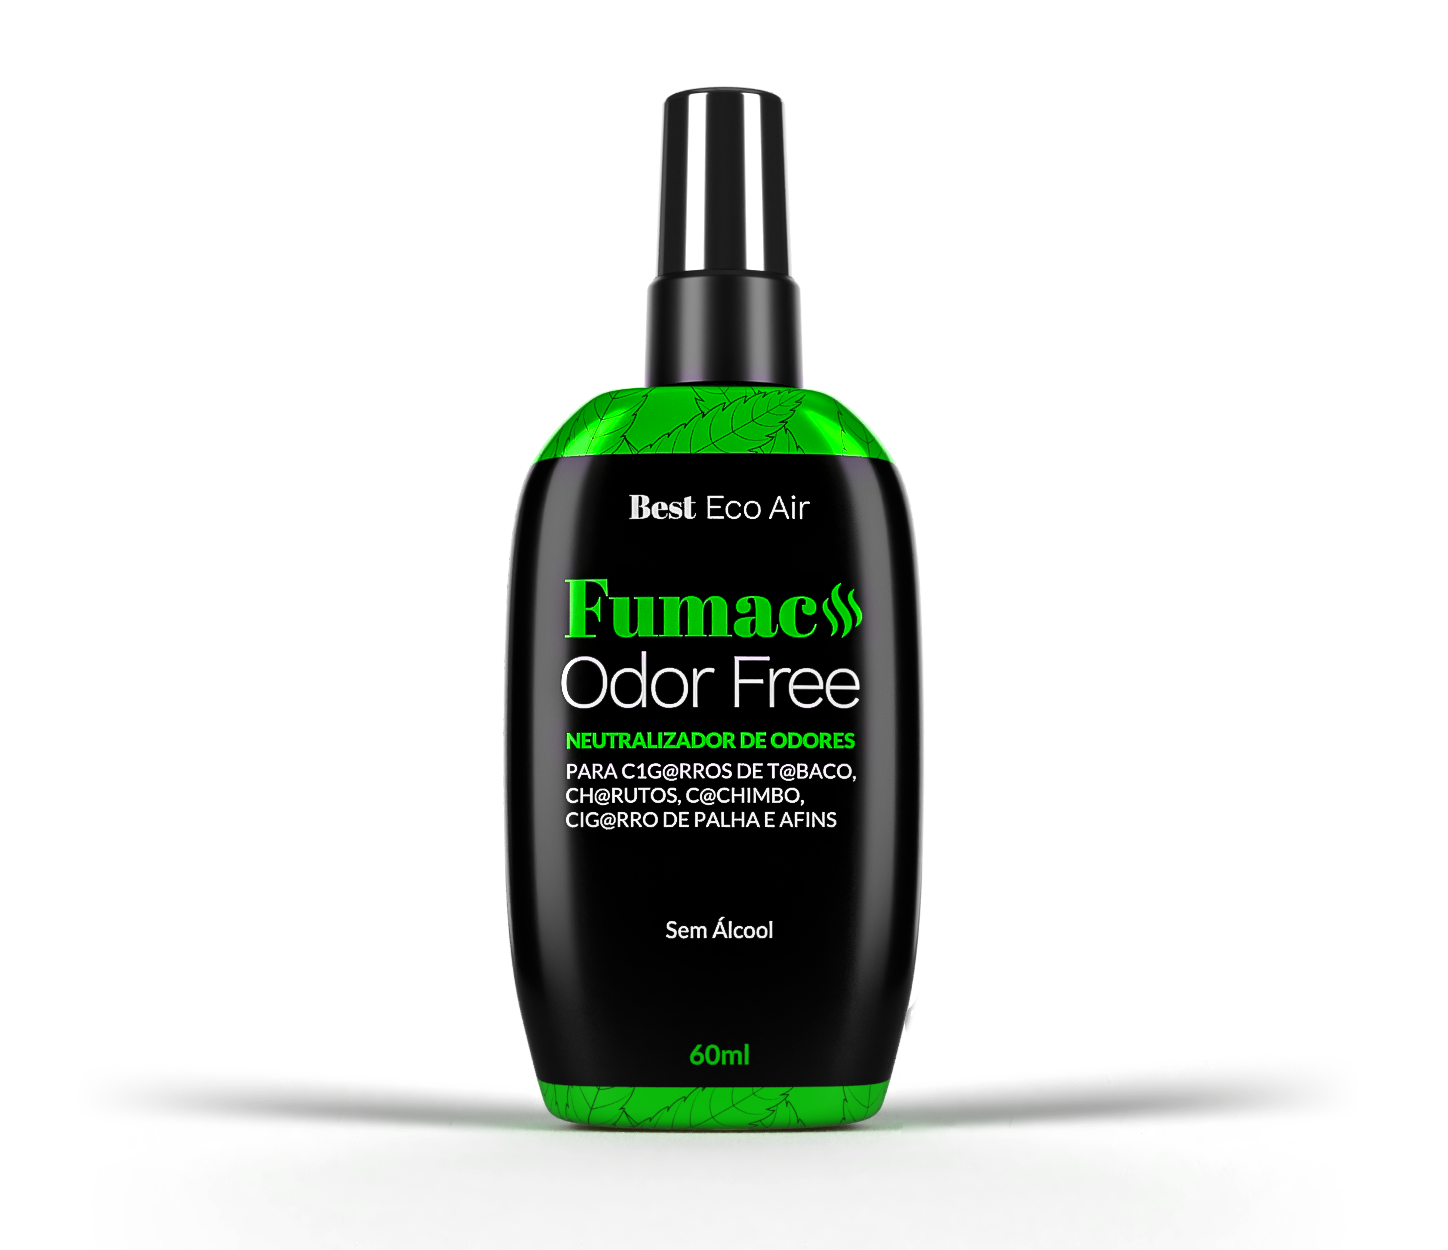 Best Eco Air
Fumac
Odor Free
NEUTRALIZADOR DE ODORES
PARA C1G@RROS DE T@BACO,
CH@RUTOS, C@CHIMBO,
CIG@RRO DE PALHA E AFINS
Sem Álcool
60ml